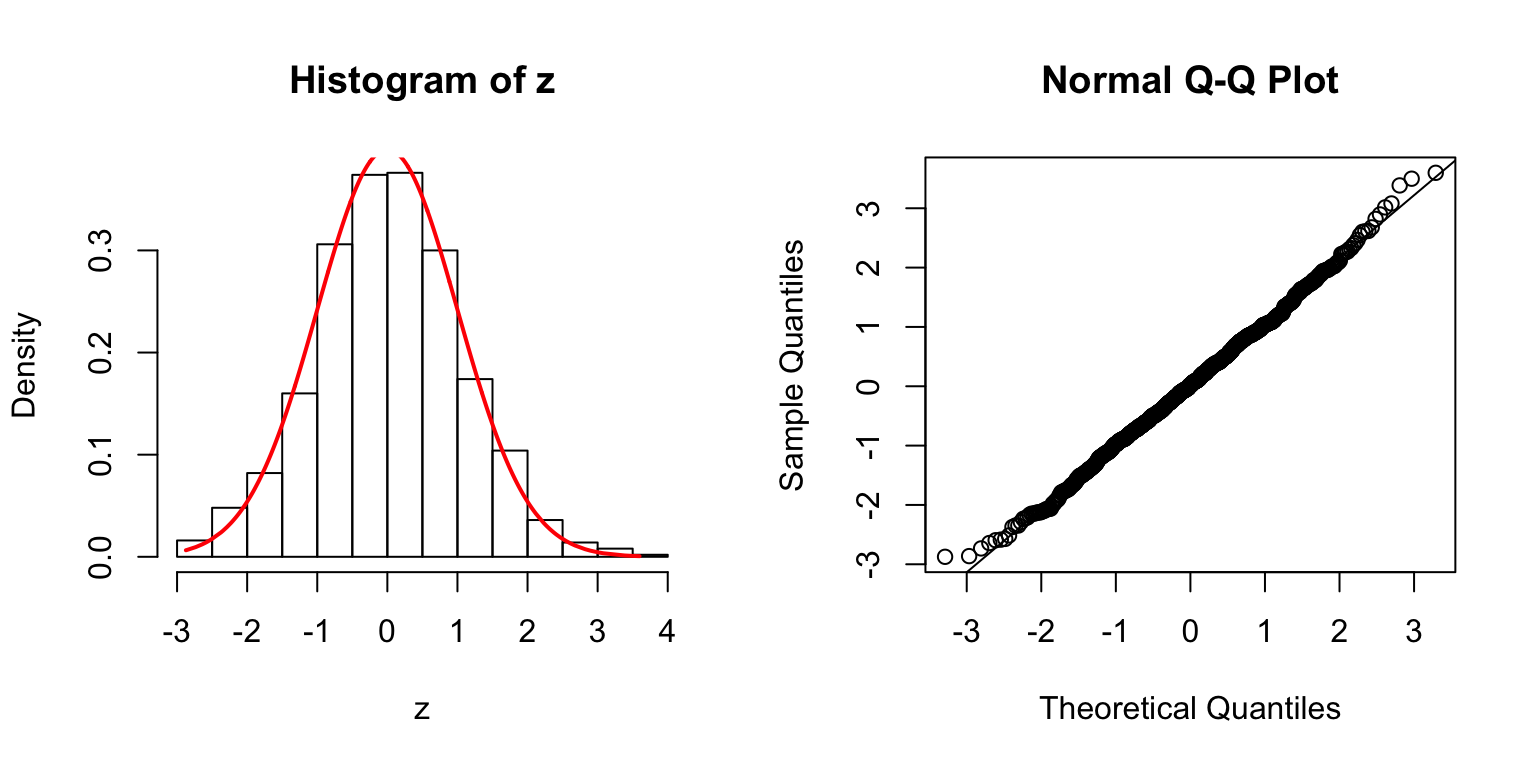 Histogram of z
Density
0.0 0.1 0.2 0.3
-3 -2 -1 0 1 2 3 4
z
Normal Q-Q Plot
Sample Quantiles
-3 -2 -1 0 1 2 3
-3 -2 -1 0 1 2 3
Theoretical Quantiles